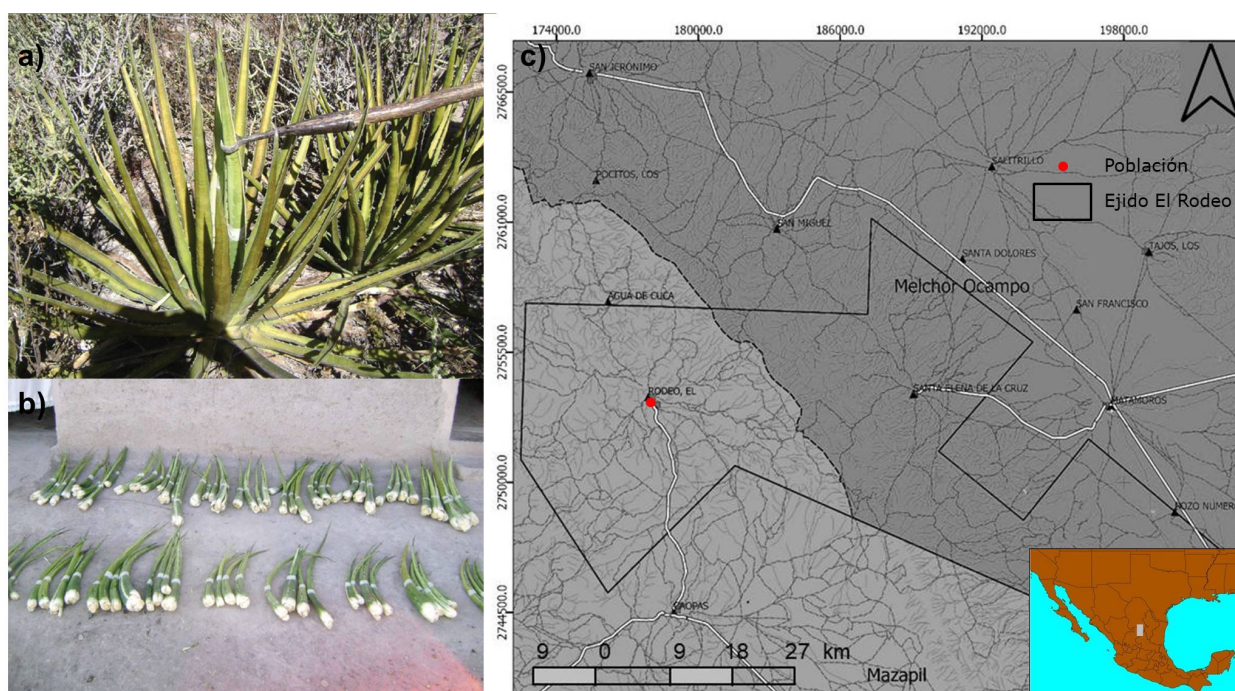 a)
b)
c)
174000.0
180000.0
186000.0
192000.0
198000.0
2766500.0
2761000.0
2755500.0
2750000.0
2744500.0
SAN JERÓNIMO
SALITRILLO
Población
POCITOS, LOS
Ejido El Rodeo
SAN MIGUEL
TAJOS, LOS
SANTA DOLORES
Melchor Ocampo
AGUA DE CUCA
SAN FRANCISCO
RODEO, EL
SANTA ELENA DE LA CRUZ
MATAMOROS
POZO NUMER
CAOPAS
9 0 9 18 27 km
Mazapil